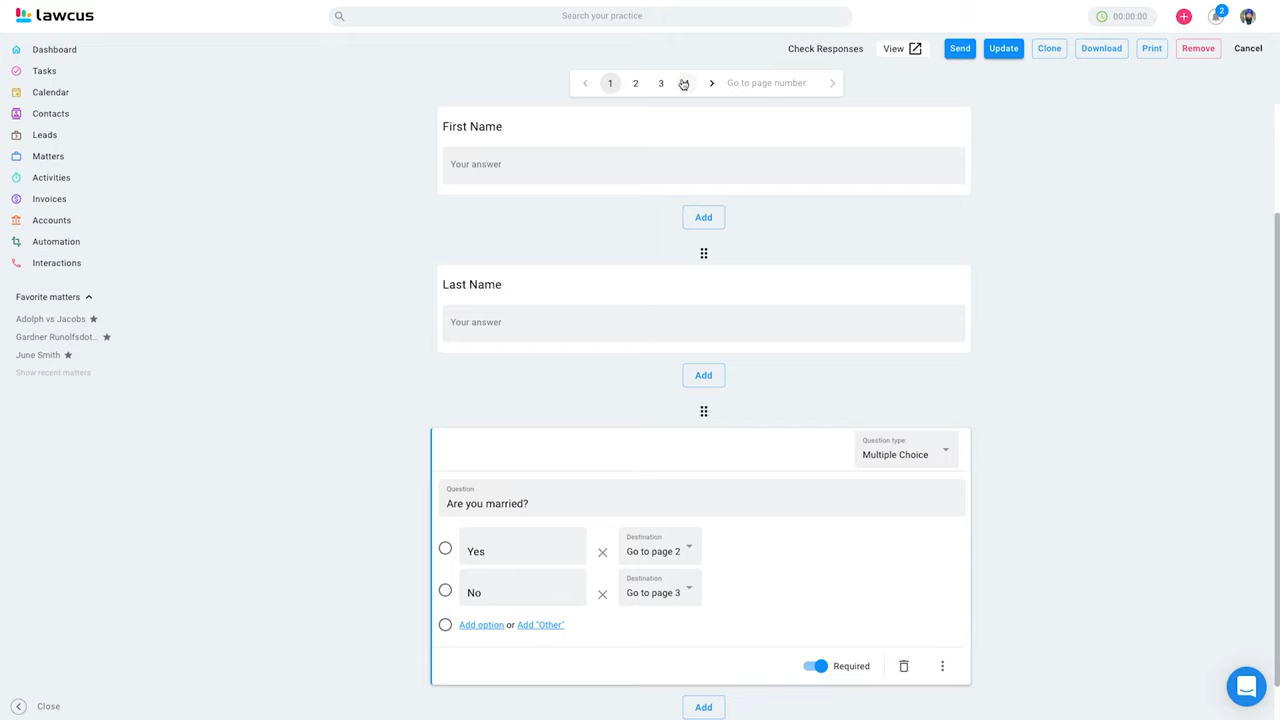 lawcus
Search your practice
00:00:00
2
Dashboard
Tasks
Calendar
Contacts
Leads
Matters
Activities
Invoices
Accounts
Automation
Interactions
Favorite matters
Adolph vs Jacobs
Gardner Runolfsdot..
June Smith
Show recent matters
Close
Check Responses
View
Send
Update
Clone
Download
Print
Remove
Cancel
1
2
3
Go to page number
First Name
Your answer
Add
Last Name
Your answer
Add
Question type:
Multiple Choice
Question
Are you married?
Yes
Destination
Go to page 2
No
Destination
Go to page 3
Add option or Add "Other"
Required
Add